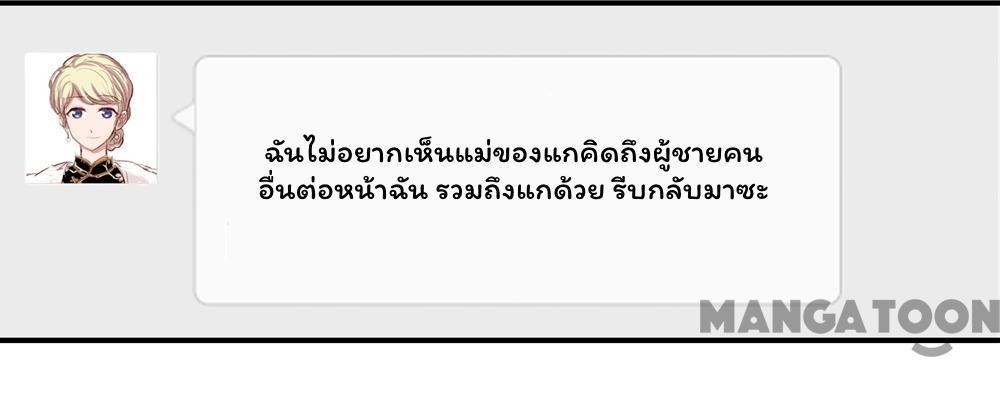 ฉันไม่อยากเห็นแม่ของแกคิดถึงผู้ชายคน
อื่นต่อหน้าฉัน รวมถึงแกด้วย รีบกลับมาซะ
MANGATOON